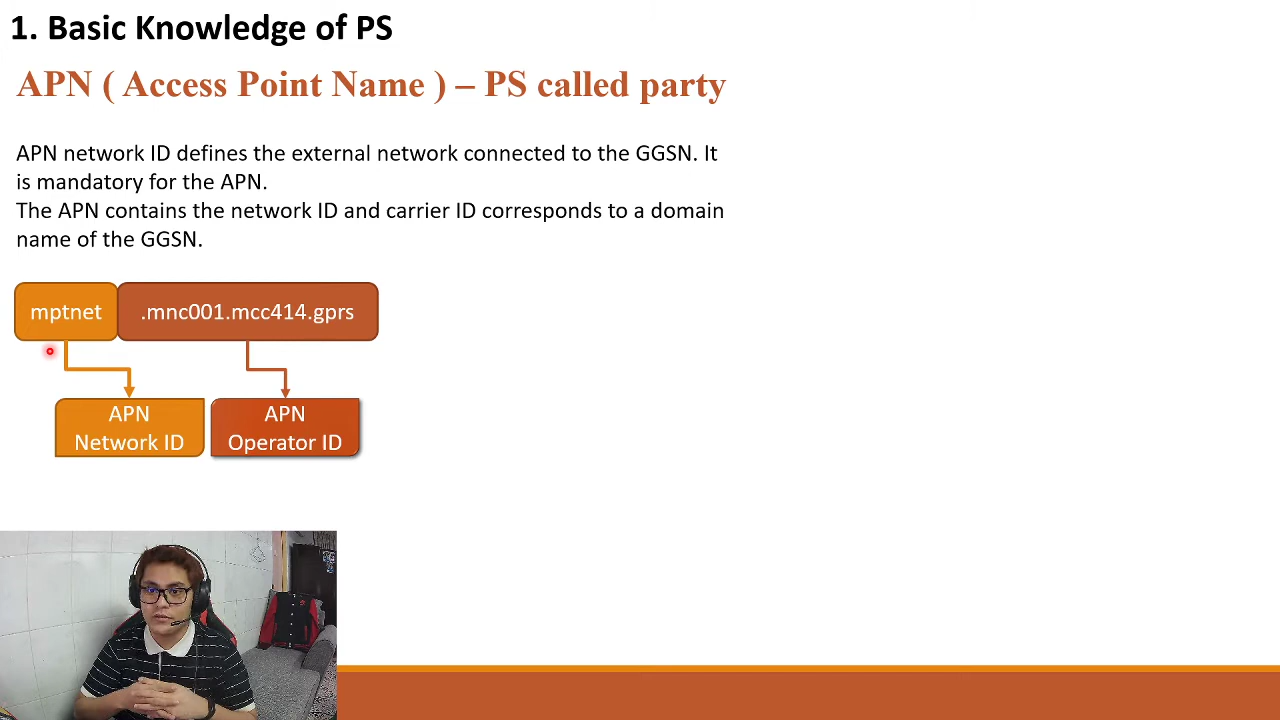 1. Basic Knowledge of PS
APN ( Access Point Name ) – PS called party
APN network ID defines the external network connected to the GGSN. It
is mandatory for the APN.
The APN contains the network ID and carrier ID corresponds to a domain
name of the GGSN.
mptnet
.mnc001.mcc414.gprs
APN
Network ID
APN
Operator ID